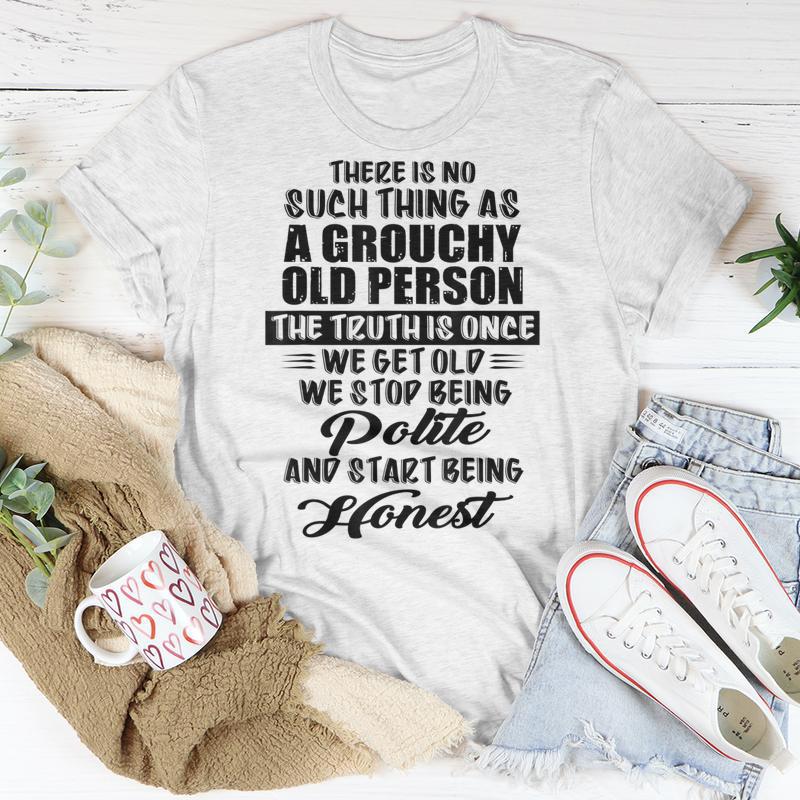 THERE IS NO
SUCH THING AS
A GROUCHY
OLD PERSON
THE TRUTH IS ONCE
WE GET OLD
WE STOP BEING
Polite
AND START BEING
Honest